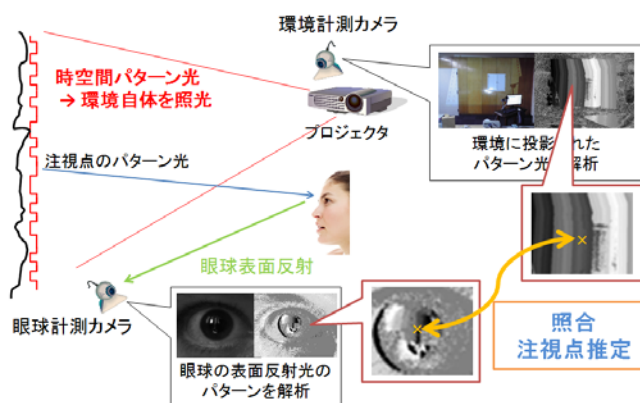 環境計測カメラ
時空間パターン光
→ 環境自体を照光
プロジェクタ
注視点のパターン光
環境に投影された
パターン光 解析
眼球表面反射
眼球計測カメラ
眼球の表面反射光の
パターンを解析
照合
注視点推定